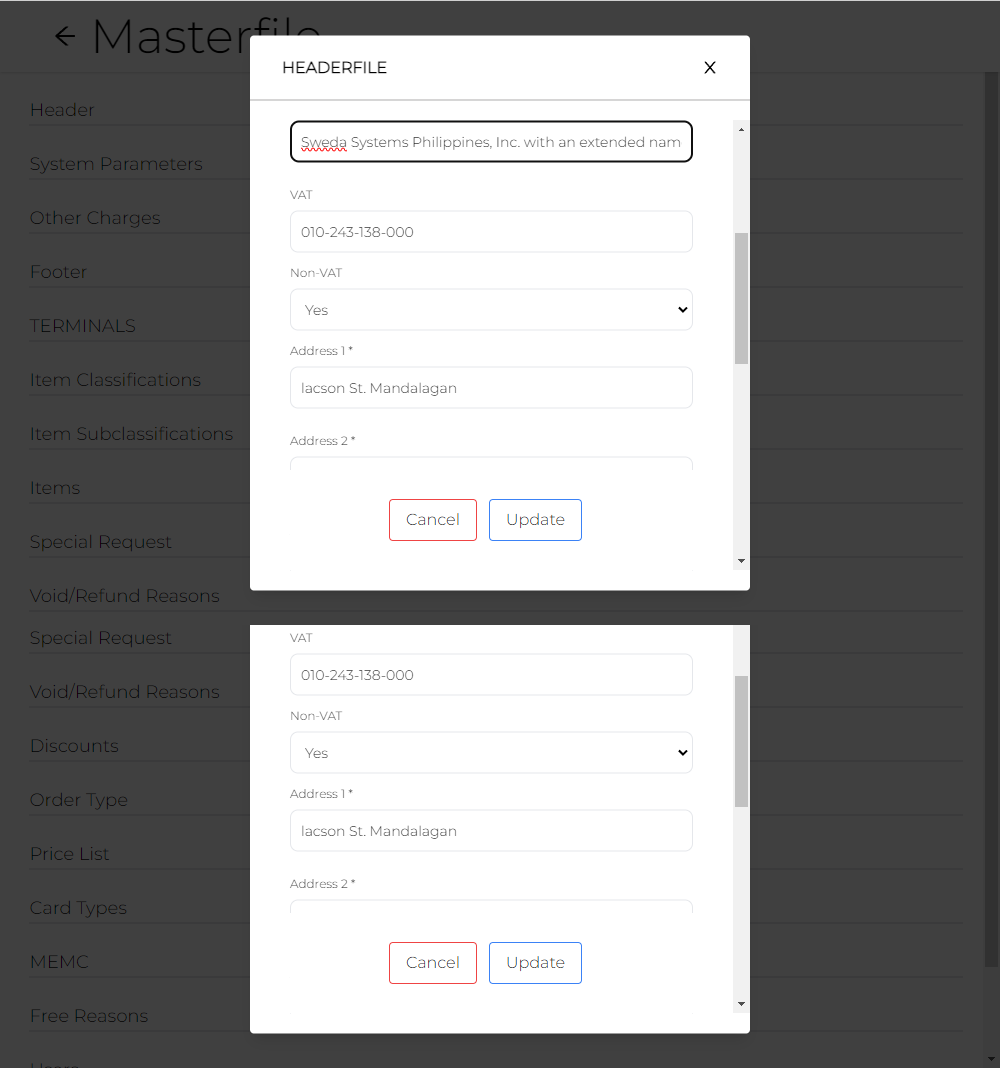 Masterfile
HEADERFILE
X
Header
System Parameters
Other Charges
Footer
TERMINALS
Item Classifications
Item Subclassifications
Items
Special Request
Void/Refund Reasons
Special Request
Void/Refund Reasons
Discounts
Order Type
Price List
Card Types
MEMC
Free Reasons
Users
Sweda Systems Philippines, Inc. with an extended nam
VAT
010-243-138-000
Non-VAT
Yes
Address 1 *
lacson St. Mandalagan
Address 2 *
Cancel Update
VAT
010-243-138-000
Non-VAT
Yes
Address 1 *
lacson St. Mandalagan
Address 2 *
Cancel Update